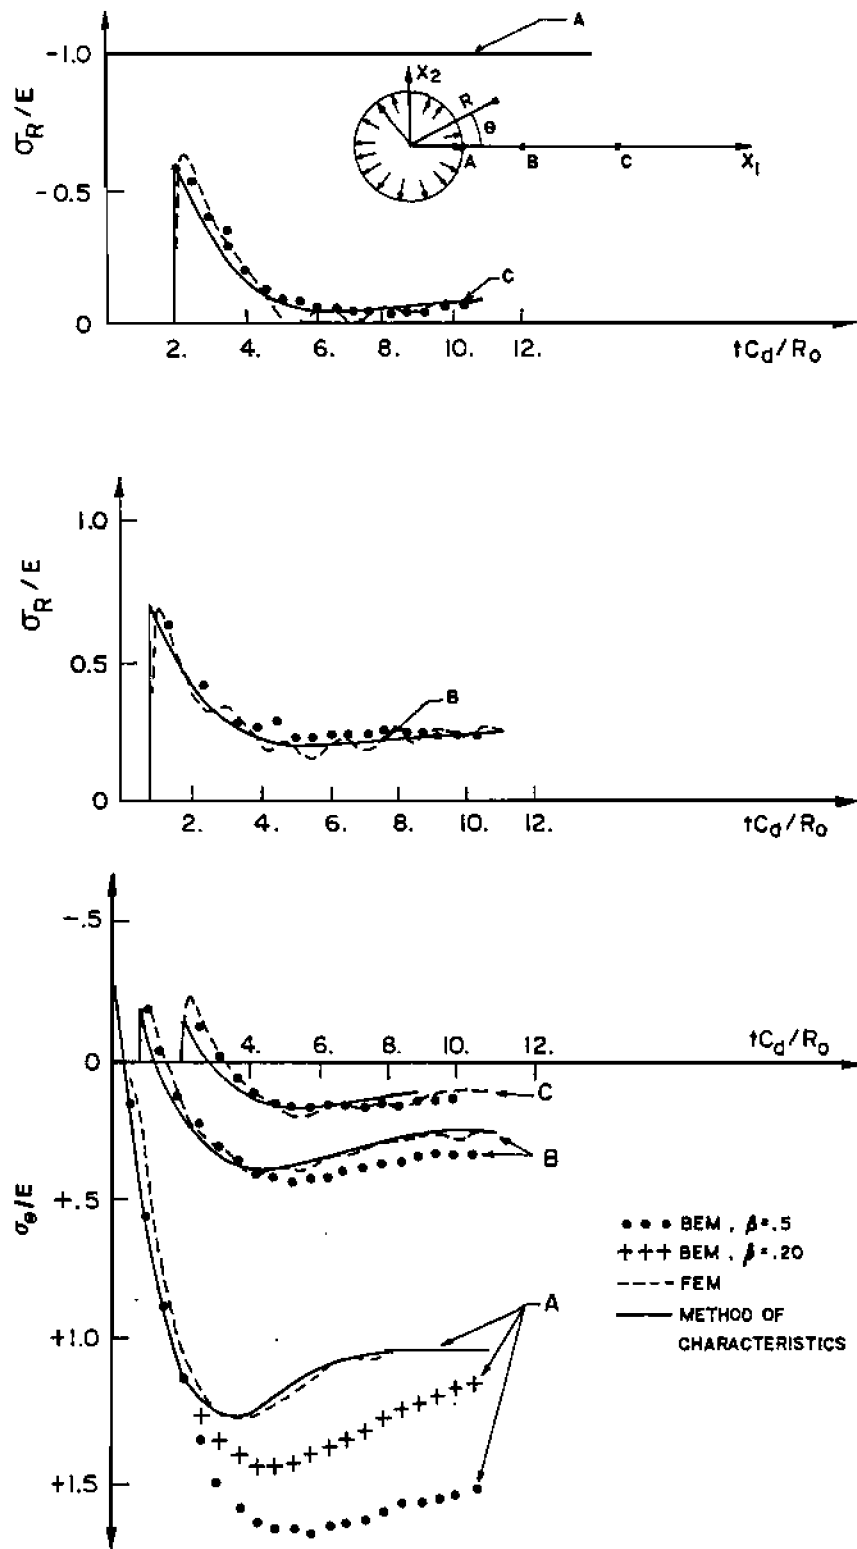 A
-1.0
σR/E
X2
R
θ
A
B
C
X1
-0.5
C
0
2. 4. 6. 8. 10. 12. tCd/Ro
1.0
σR/E
0.5
B
0
2. 4. 6. 8. 10. 12. tCd/Ro
-.5
4. 6. 8. 10. 12. tCd/Ro
0
C
B
+.5
σθ/E
A
+1.0
+1.5
••• BEM, β=.5
+++ BEM, β=.20
---- FEM
—— METHOD OF
CHARACTERISTICS